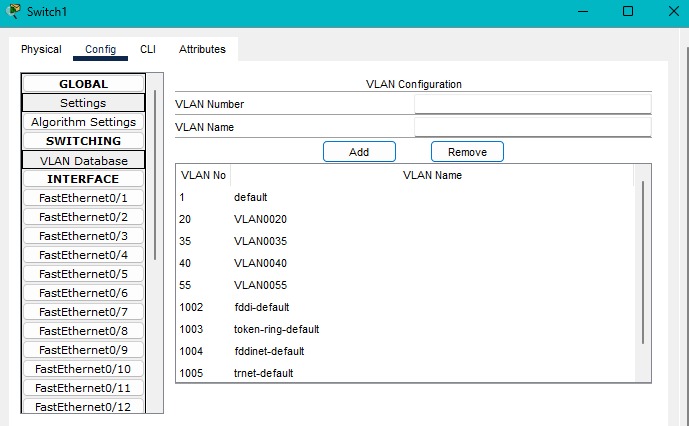 Switch1
Physical Config CLI Attributes
GLOBAL
Settings
Algorithm Settings
SWITCHING
VLAN Database
INTERFACE
FastEthernet0/1
FastEthernet0/2
FastEthernet0/3
FastEthernet0/4
FastEthernet0/5
FastEthernet0/6
FastEthernet0/7
FastEthernet0/8
FastEthernet0/9
FastEthernet0/10
FastEthernet0/11
FastEthernet0/12
VLAN Configuration
VLAN Number
VLAN Name
Add Remove
VLAN No VLAN Name
1 default
20 VLAN0020
35 VLAN0035
40 VLAN0040
55 VLAN0055
1002 fddi-default
1003 token-ring-default
1004 fddinet-default
1005 trnet-default